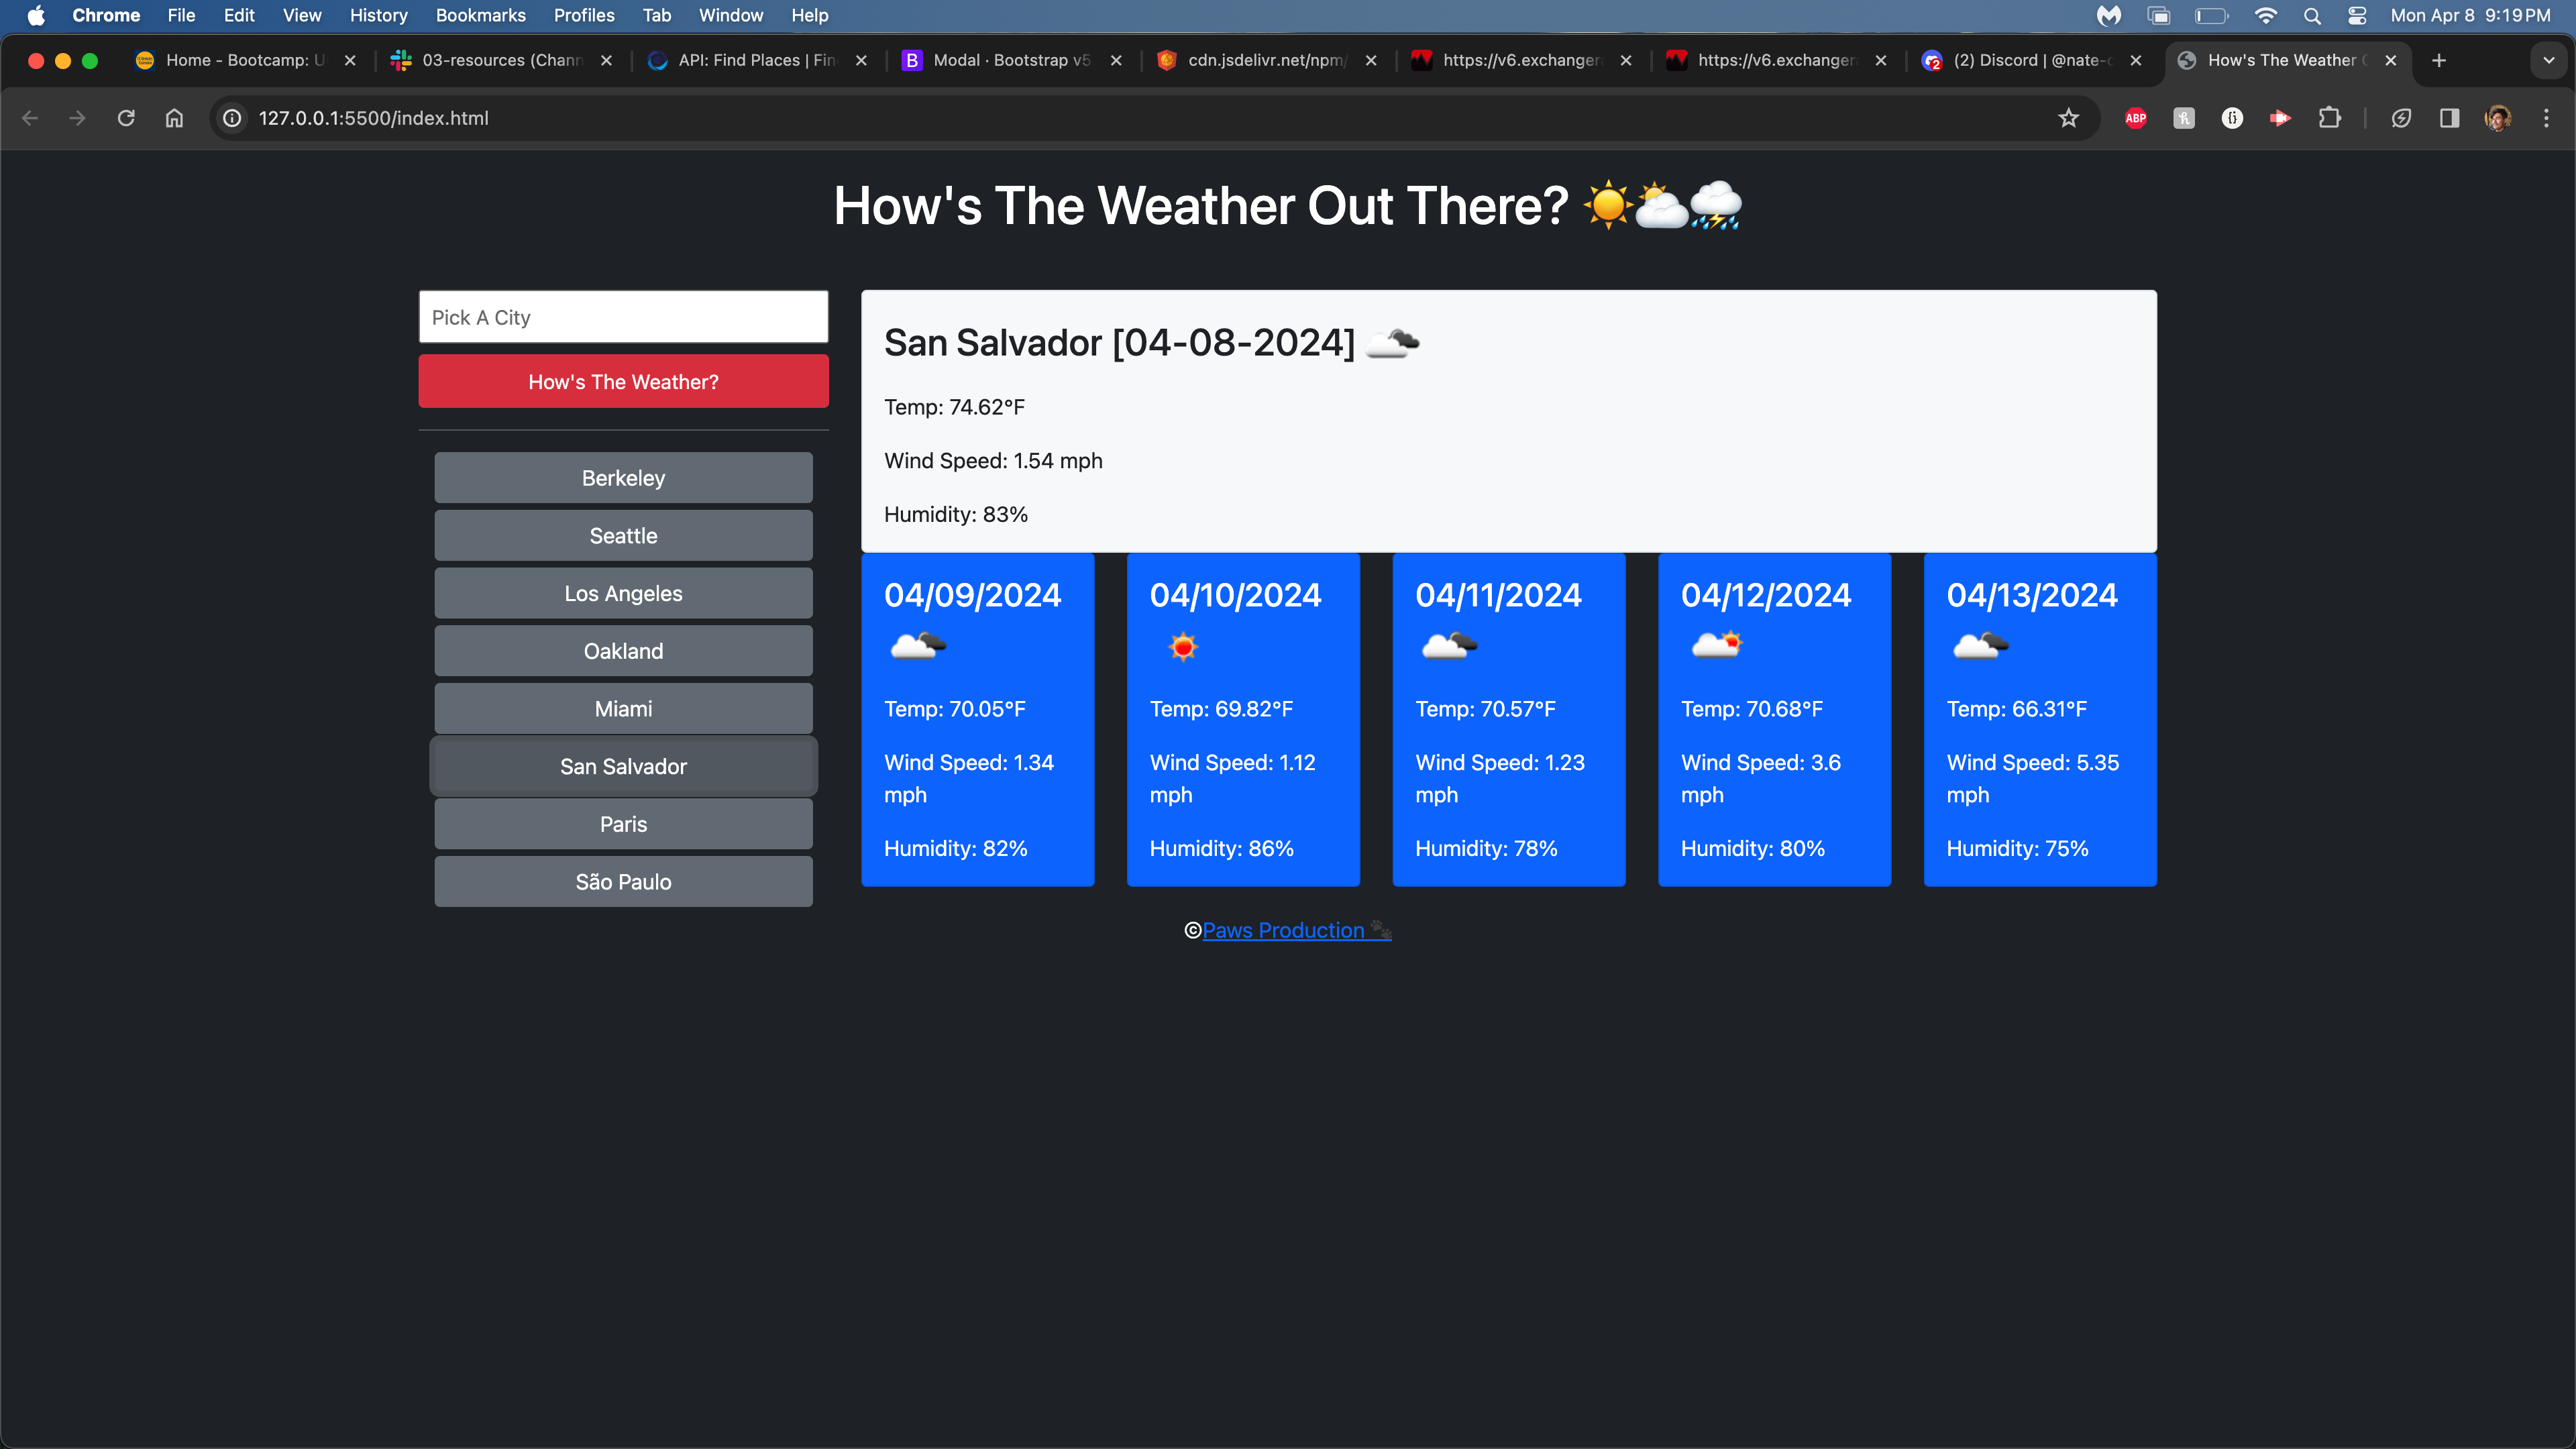 Chrome File Edit View History Bookmarks Profiles Tab Window Help Mon Apr 8 9:19 PM
Home - Bootcamp: U 03-resources (Chann API: Find Places | Fin Modal · Bootstrap v5 cdn.jsdelivr.net/npm/ https://v6.exchanger https://v6.exchanger (2) Discord | @nate-c How's The Weather
127.0.0.1:5500/index.html ABP
How's The Weather Out There?
Pick A City
How's The Weather?
Berkeley
Seattle
Los Angeles
Oakland
Miami
San Salvador
Paris
São Paulo
San Salvador [04-08-2024]
Temp: 74.62°F
Wind Speed: 1.54 mph
Humidity: 83%
04/09/2024
Temp: 70.05°F
Wind Speed: 1.34
mph
Humidity: 82%
04/10/2024
Temp: 69.82°F
Wind Speed: 1.12
mph
Humidity: 86%
04/11/2024
Temp: 70.57°F
Wind Speed: 1.23
mph
Humidity: 78%
04/12/2024
Temp: 70.68°F
Wind Speed: 3.6
mph
Humidity: 80%
04/13/2024
Temp: 66.31°F
Wind Speed: 5.35
mph
Humidity: 75%
©Paws Production